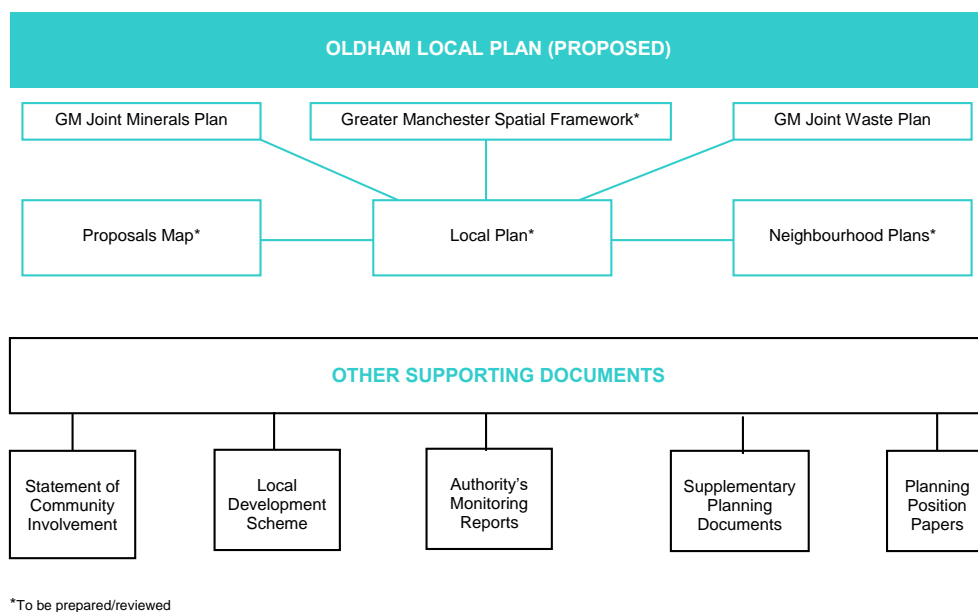 OLDHAM LOCAL PLAN (PROPOSED)
GM Joint Minerals Plan
Greater Manchester Spatial Framework*
GM Joint Waste Plan
Proposals Map*
Local Plan*
Neighbourhood Plans*
OTHER SUPPORTING DOCUMENTS
Statement of
Community
Involvement
Local
Development
Scheme
Authority's
Monitoring
Reports
Supplementary
Planning
Documents
Planning
Position
Papers
*To be prepared/reviewed